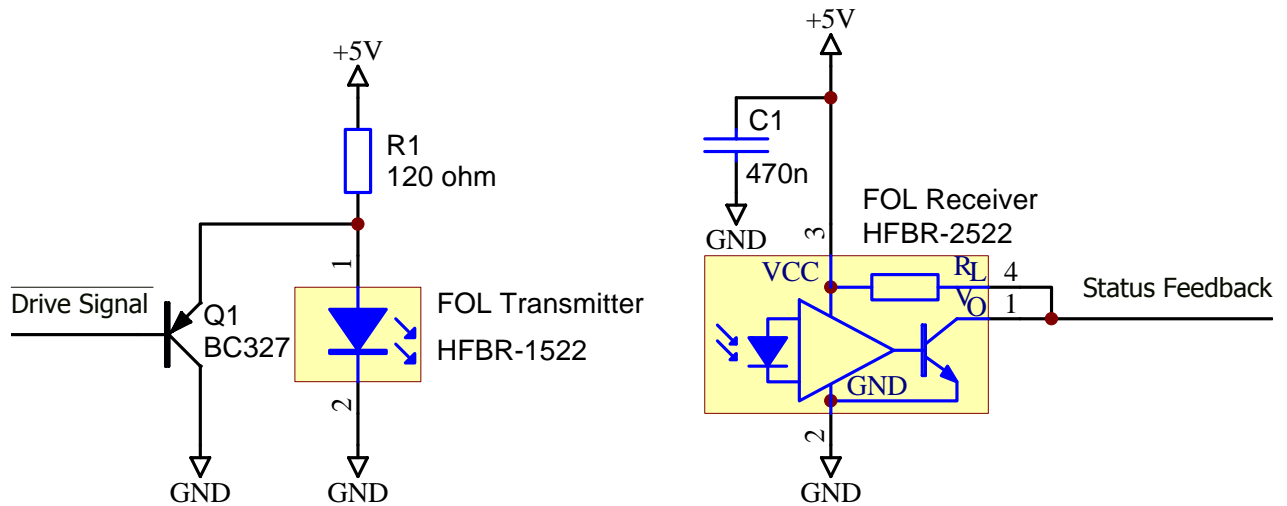 +5V
R1
120 ohm
1
Drive Signal
Q1
BC327
FOL Transmitter
HFBR-1522
2
GND
GND
+5V
C1
470n
GND
FOL Receiver
HFBR-2522
3
VCC
RL
4
VO
1
Status Feedback
GND
2
GND